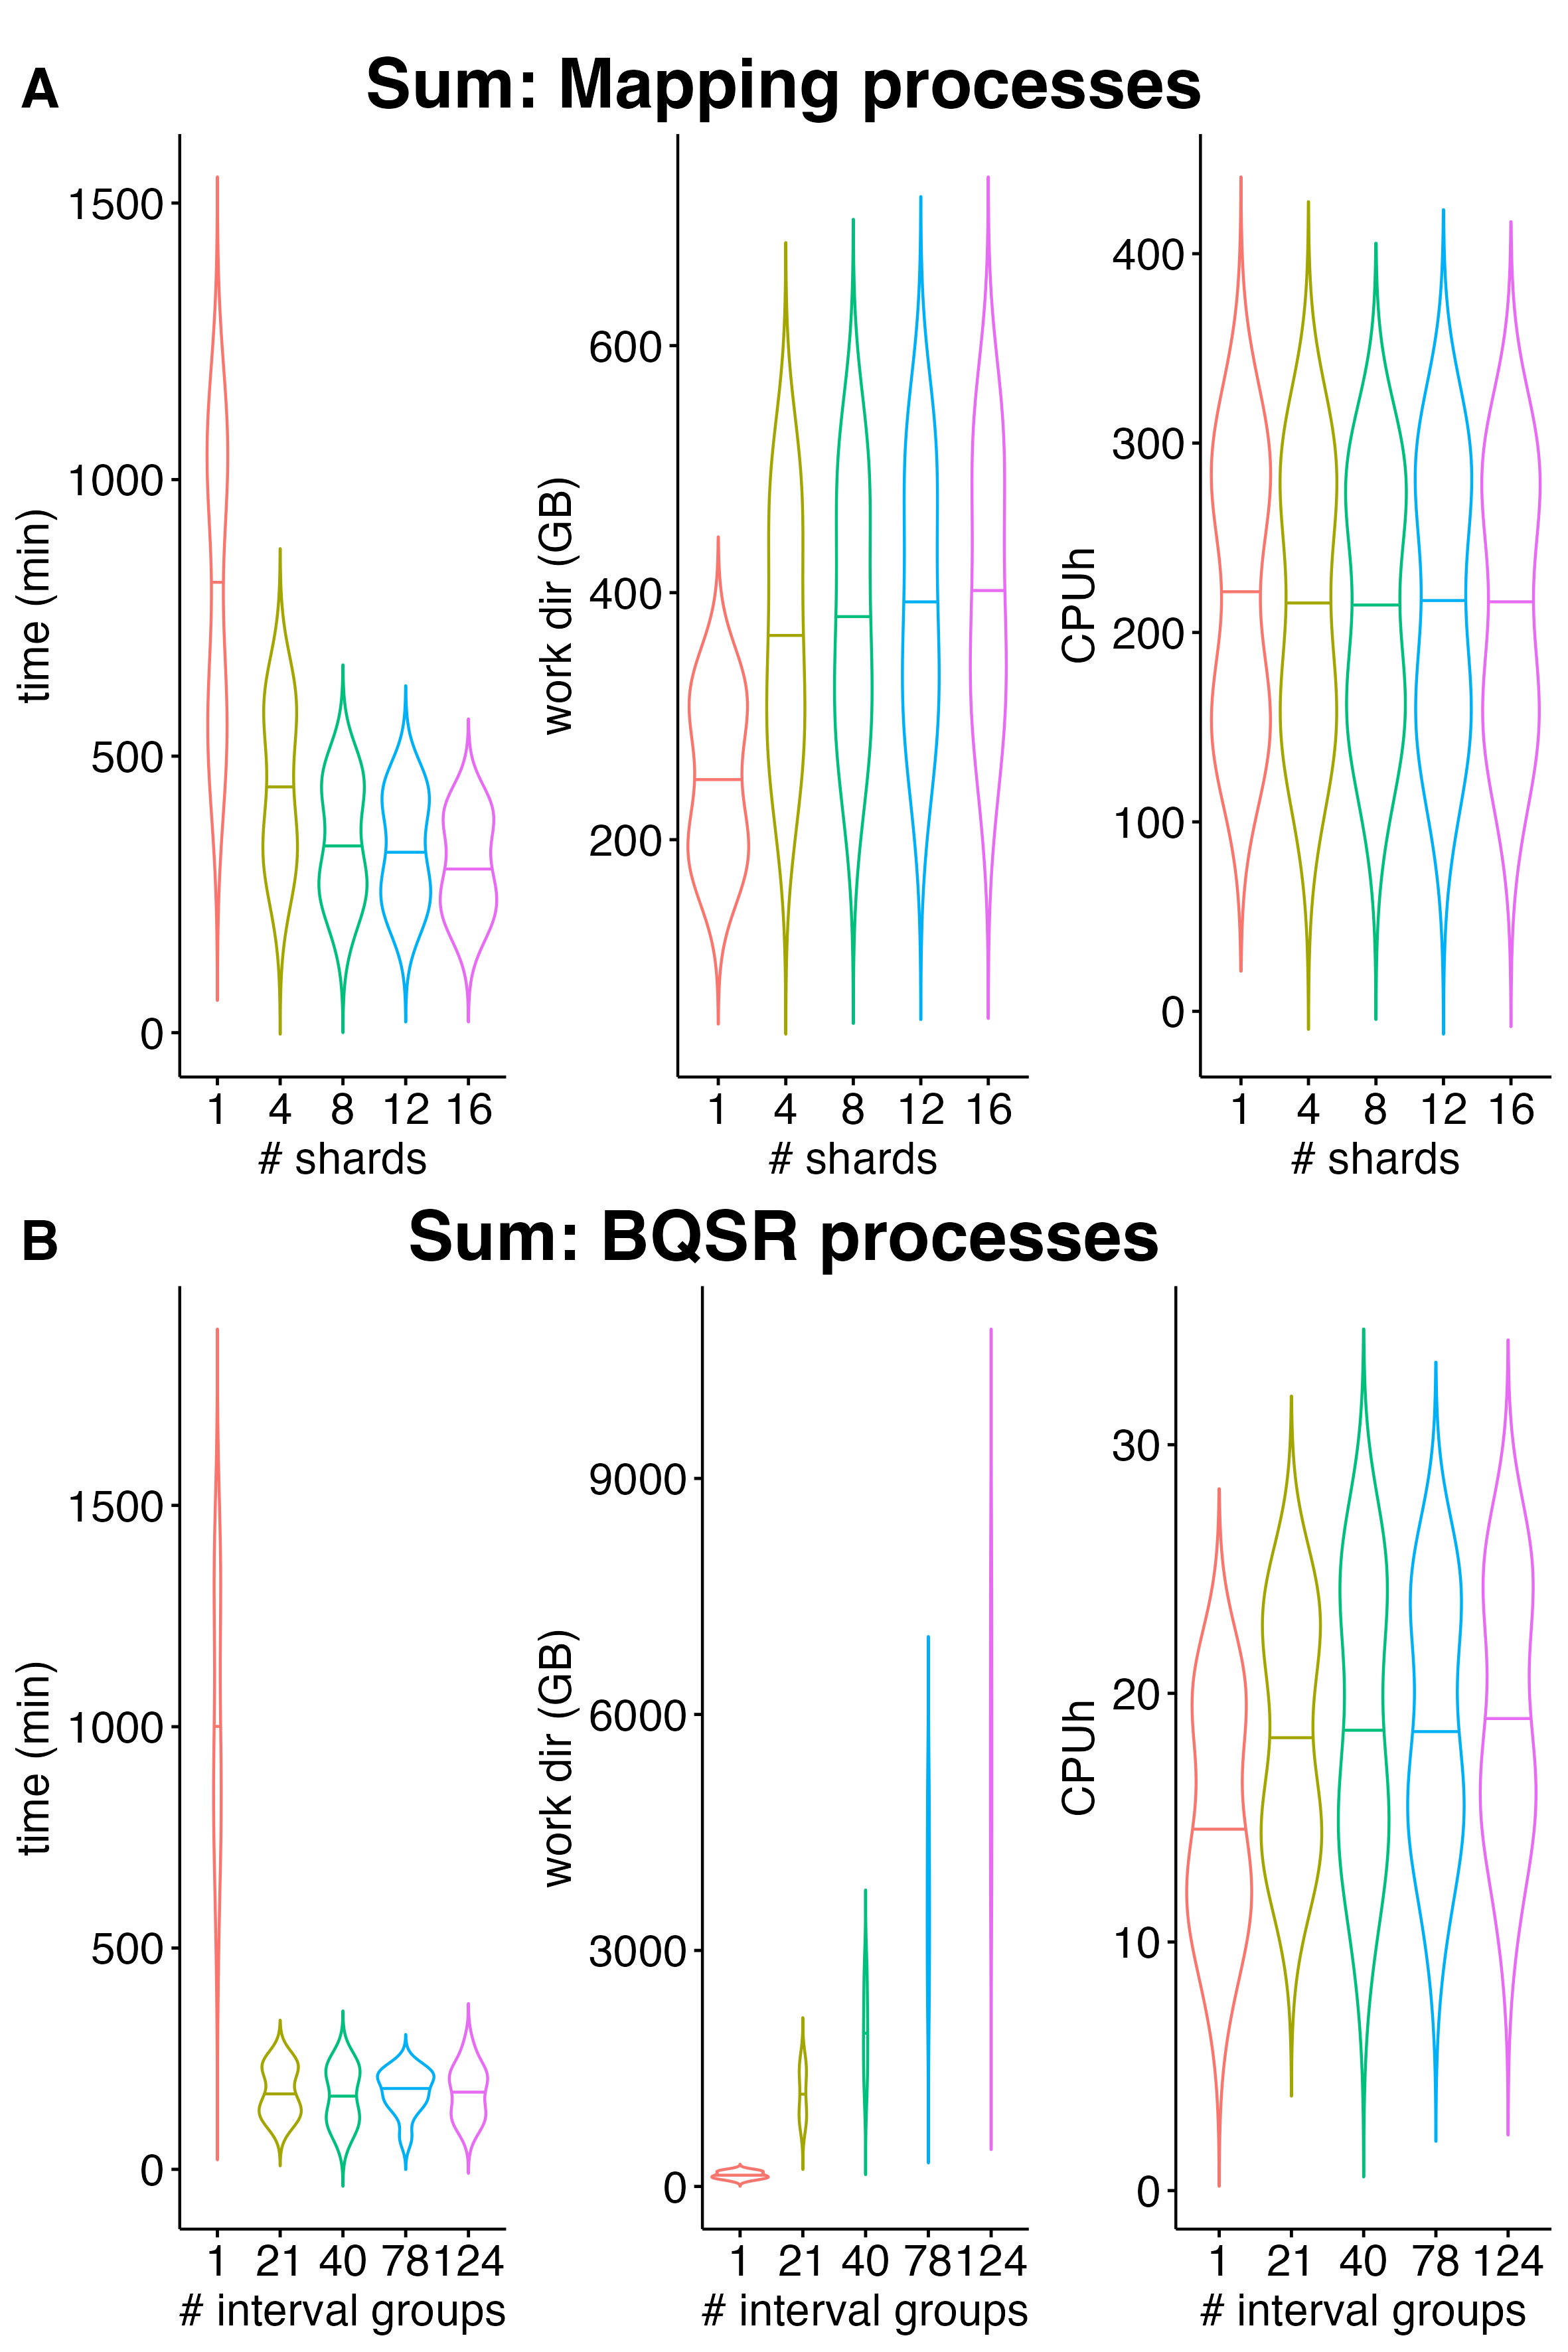 A
Sum: Mapping processes
time (min)
1500
1000
500
0
1 4 8 12 16
# shards
work dir (GB)
600
400
200
1 4 8 12 16
# shards
CPUh
400
300
200
100
0
1 4 8 12 16
# shards
B
Sum: BQSR processes
time (min)
1500
1000
500
0
1 21 40 78 124
# interval groups
work dir (GB)
9000
6000
3000
0
1 21 40 78 124
# interval groups
CPUh
30
20
10
0
1 21 40 78 124
# interval groups